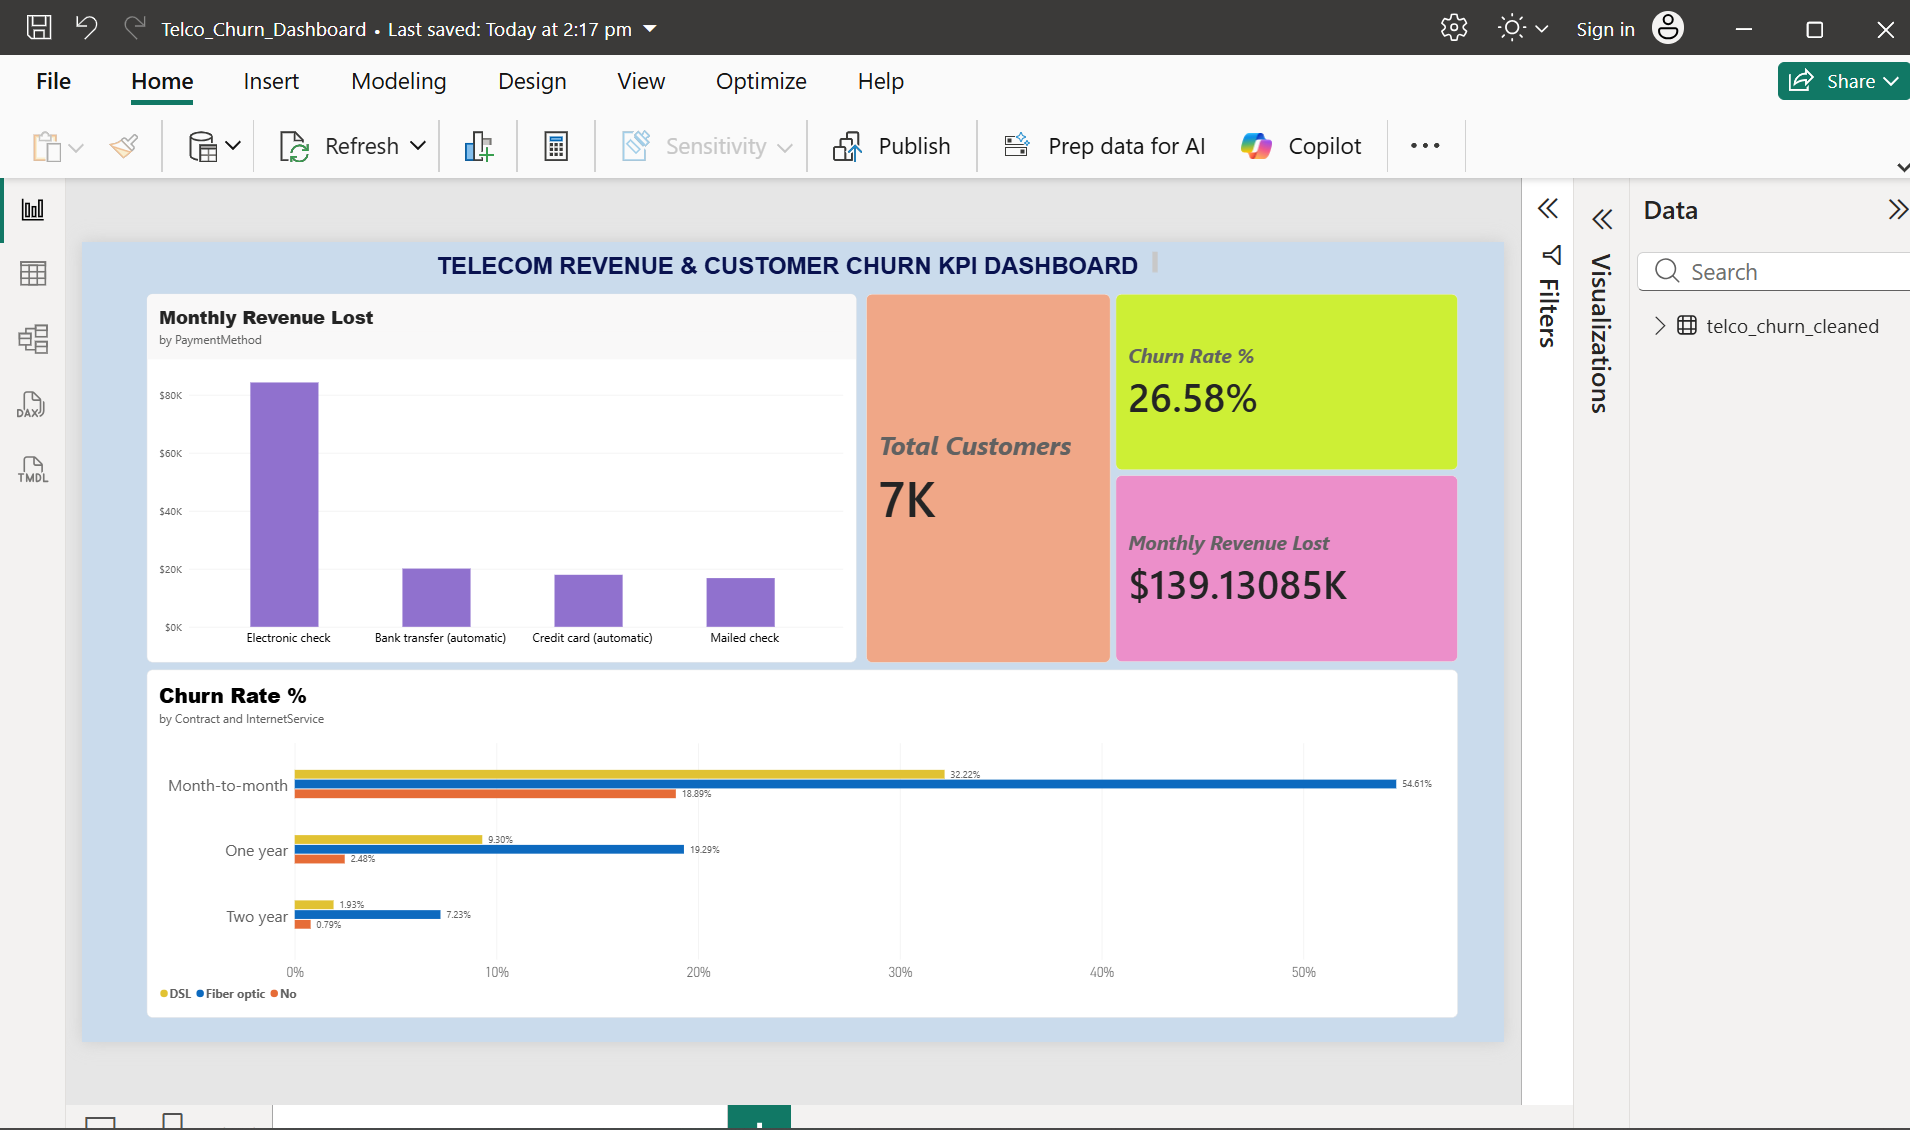 Telco_Churn_Dashboard • Last saved: Today at 2:17 pm
Sign in
File Home Insert Modeling Design View Optimize Help
Share
Refresh
Sensitivity
Publish
Prep data for AI
Copilot
DAX
TMDL
TELECOM REVENUE & CUSTOMER CHURN KPI DASHBOARD
Monthly Revenue Lost
by PaymentMethod
$80K
$60K
$40K
$20K
$0K
Electronic check
Bank transfer (automatic)
Credit card (automatic)
Mailed check
Total Customers
7K
Churn Rate %
26.58%
Monthly Revenue Lost
$139.13085K
Churn Rate %
by Contract and InternetService
Month-to-month
32.22%
54.61%
18.89%
One year
9.30%
19.29%
2.48%
Two year
1.93%
7.23%
0.79%
0% 10% 20% 30% 40% 50%
DSL Fiber optic No
Filters
Visualizations
Data
Search
telco_churn_cleaned